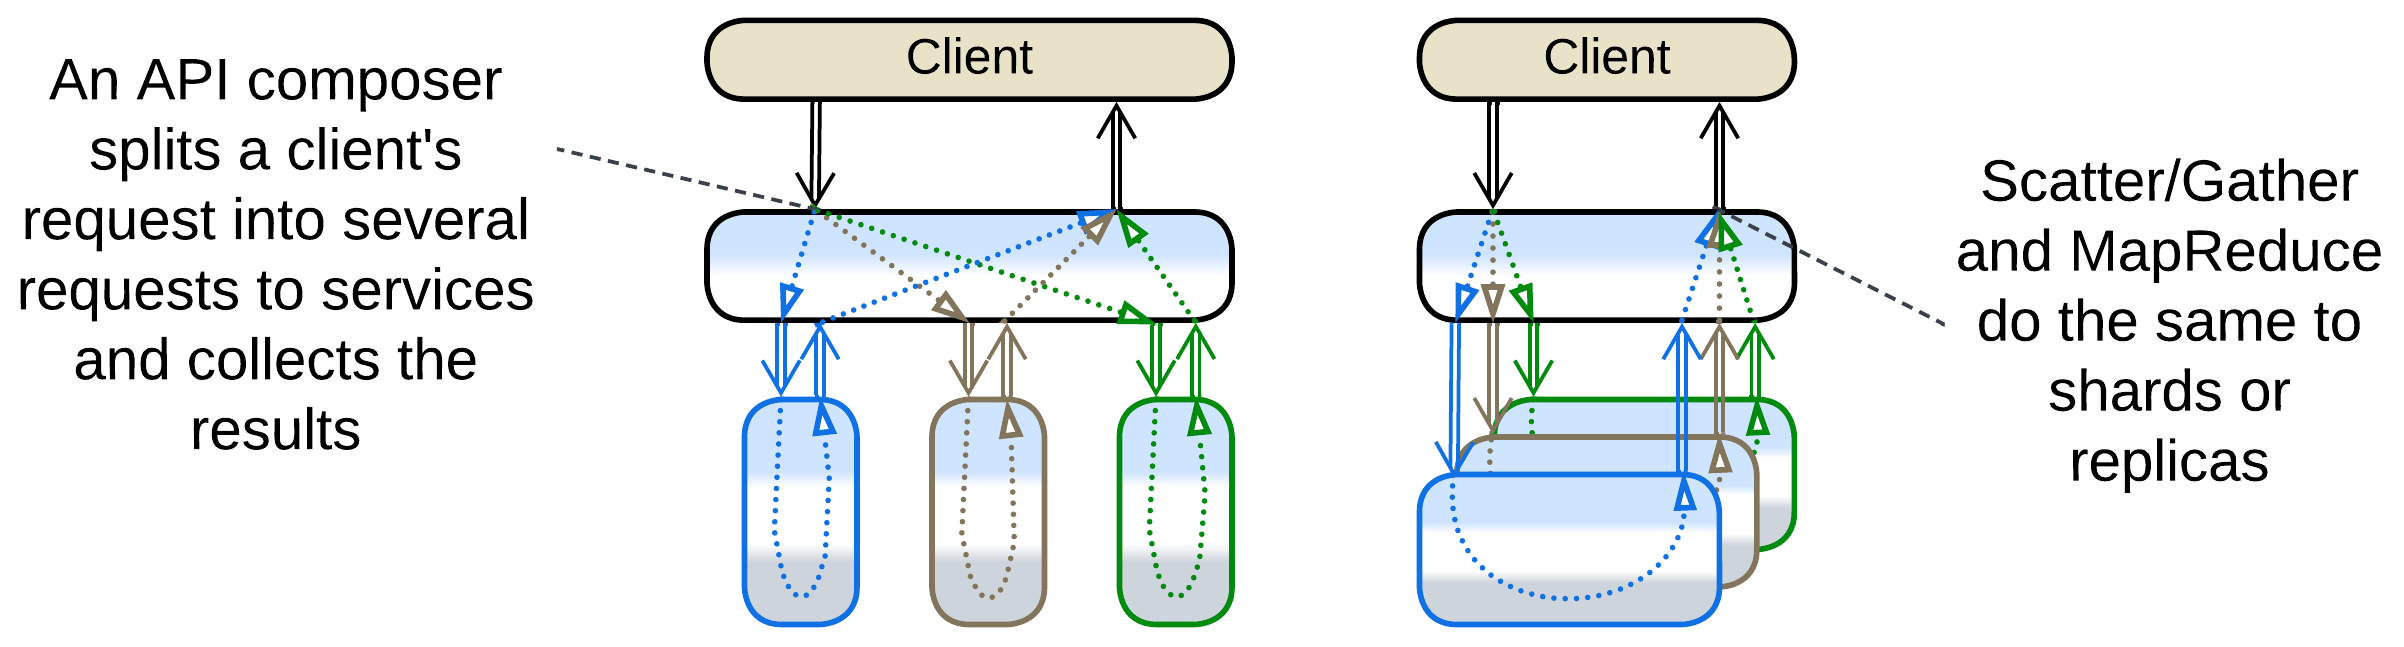 An API composer
splits a client's
request into several
requests to services
and collects the
results
Client
Client
Scatter/Gather
and MapReduce
do the same to
shards or
replicas